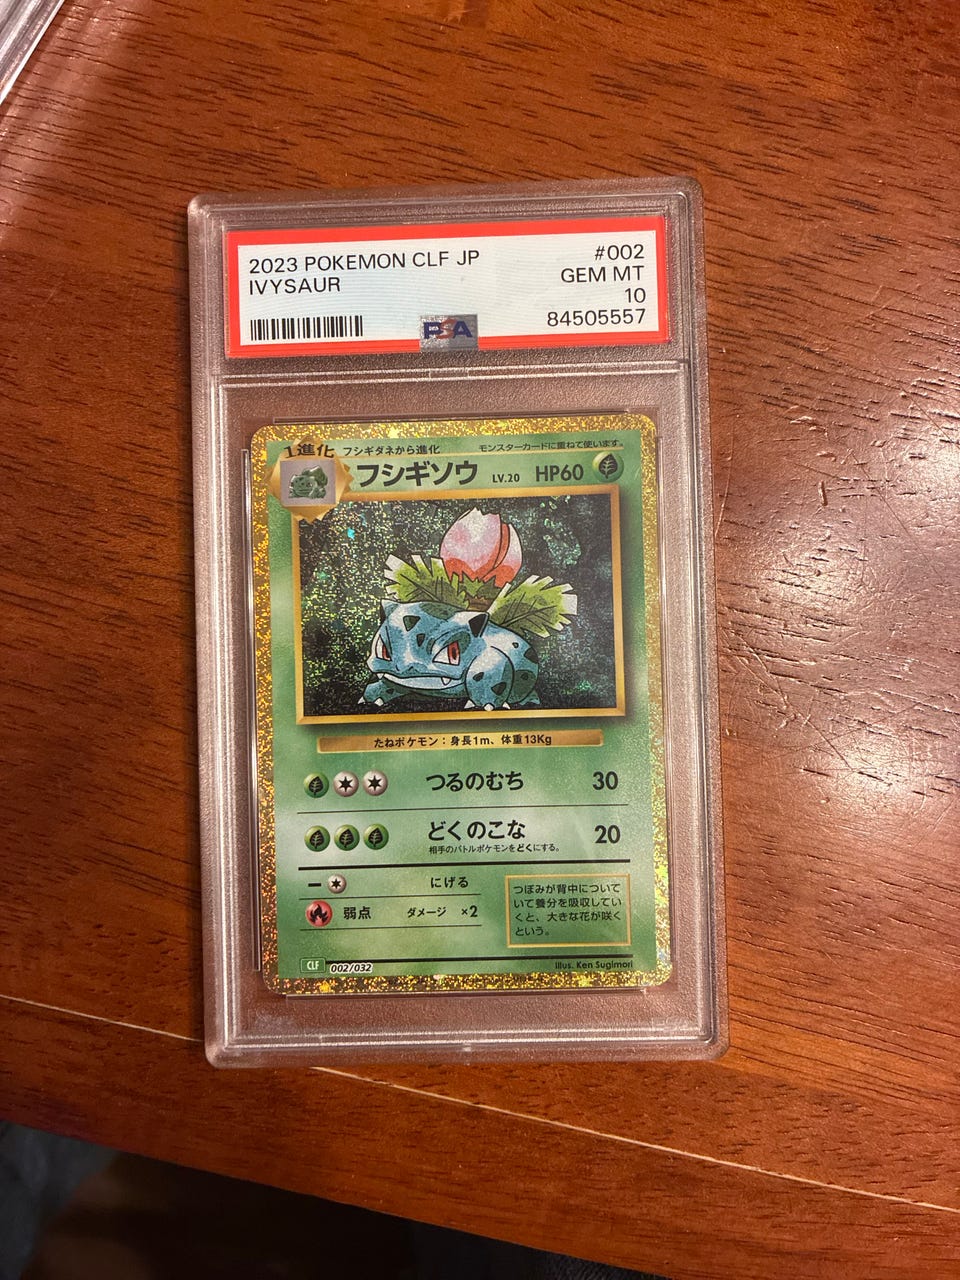 2023 POKEMON CLF JP #002
IVYSAUR GEM MT
10
PSA 84505557
1進化 フシギダネから進化 モンスターカードに重ねて使います。
フシギソウ LV.20 HP60
たねポケモン：身長1m、体重13Kg
つるのむち 30
どくのこな 20
相手のバトルポケモンをどくにする。
にげる
弱点 ダメージ ×2
つぼみが背中について
いて養分を吸収してい
くと、大きな花が咲く
という。
CLF 002/032 Illus. Ken Sugimori